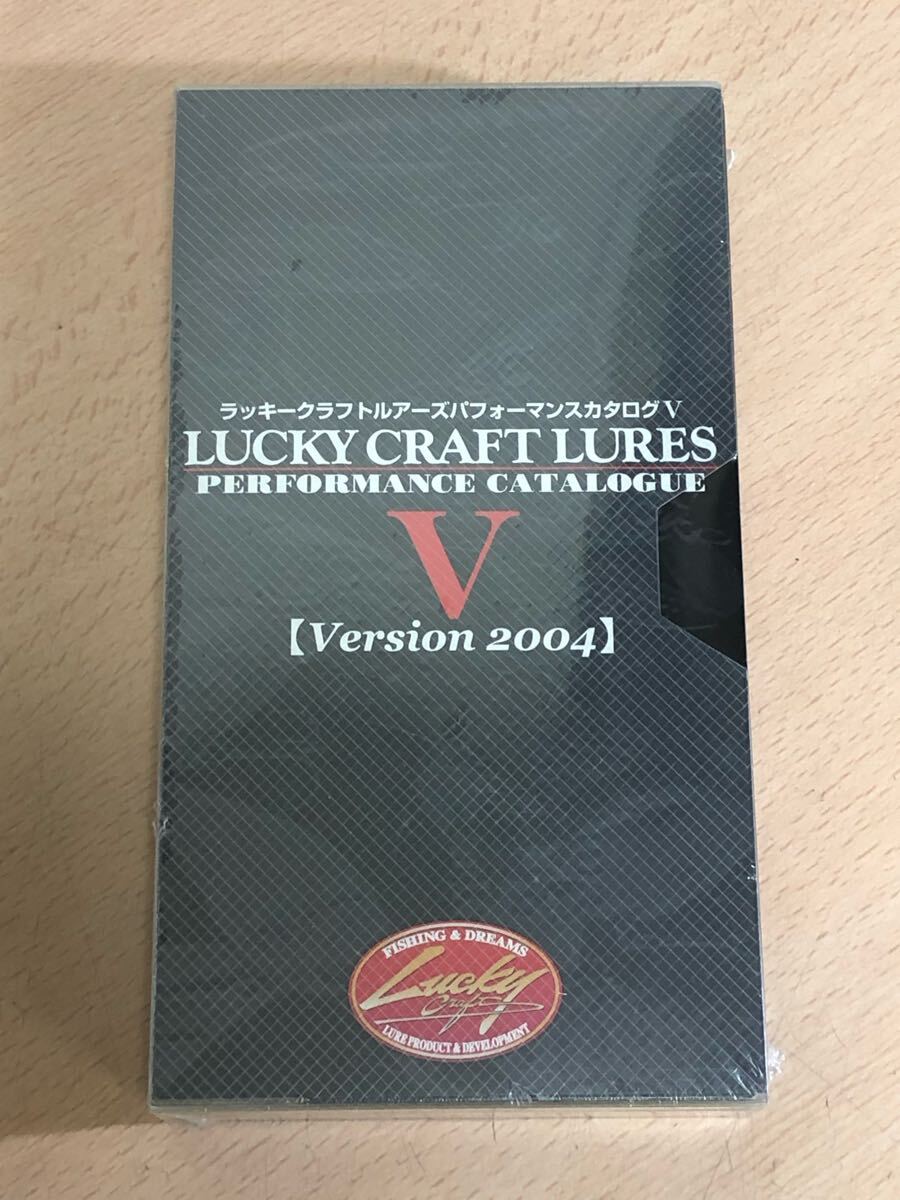 ラッキークラフトルアーズパフォーマンスカタログV
LUCKY CRAFT LURES
PERFORMANCE CATALOGUE
V
【Version 2004】
FISHING & DREAMS
Lucky
Craft
LURE PRODUCT & DEVELOPMENT